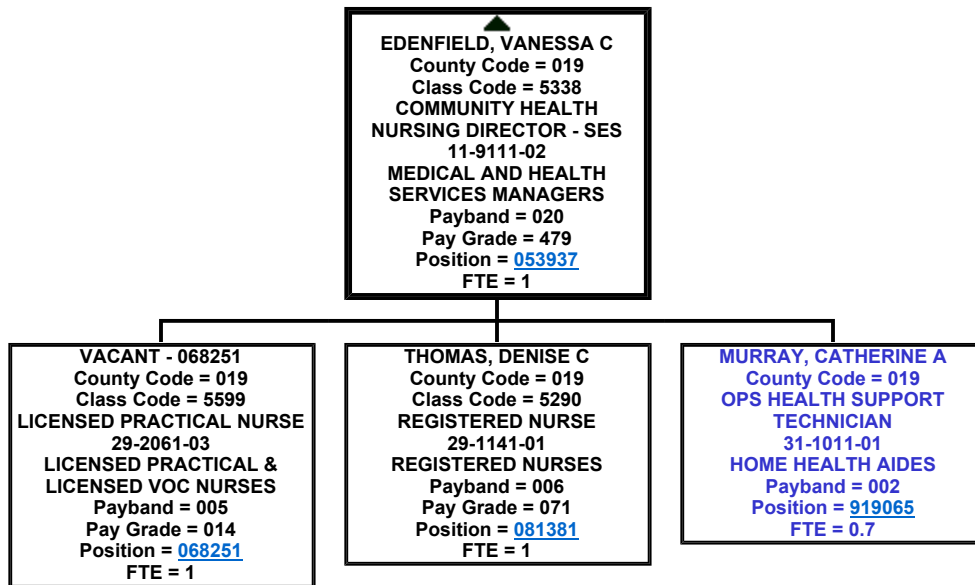 EDENFIELD, VANESSA C
County Code = 019
Class Code = 5338
COMMUNITY HEALTH
NURSING DIRECTOR - SES
11-9111-02
MEDICAL AND HEALTH
SERVICES MANAGERS
Payband = 020
Pay Grade = 479
Position = 053937
FTE = 1
VACANT - 068251
County Code = 019
Class Code = 5599
LICENSED PRACTICAL NURSE
29-2061-03
LICENSED PRACTICAL &
LICENSED VOC NURSES
Payband = 005
Pay Grade = 014
Position = 068251
FTE = 1
THOMAS, DENISE C
County Code = 019
Class Code = 5290
REGISTERED NURSE
29-1141-01
REGISTERED NURSES
Payband = 006
Pay Grade = 071
Position = 081381
FTE = 1
MURRAY, CATHERINE A
County Code = 019
OPS HEALTH SUPPORT
TECHNICIAN
31-1011-01
HOME HEALTH AIDES
Payband = 002
Position = 919065
FTE = 0.7